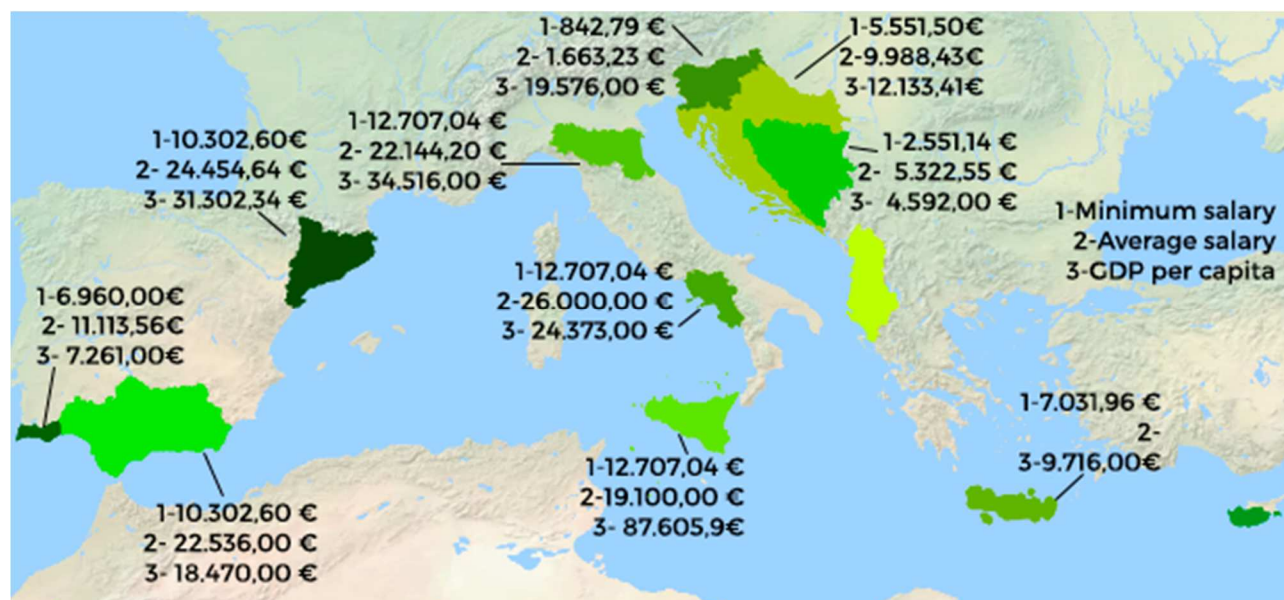 1-842,79 €
2- 1.663,23 €
3- 19.576,00 €
1-5.551,50€
2-9.988,43€
3-12.133,41€
1-12.707,04 €
2- 22.144,20 €
3- 34.516,00 €
1-10.302,60€
2- 24.454,64 €
3- 31.302,34 €
1-2.551,14 €
2- 5.322,55 €
3- 4.592,00 €
1-Minimum salary
2-Average salary
3-GDP per capita
1-12.707,04 €
2-26.000,00 €
3- 24.373,00 €
1-6.960,00€
2- 11.113,56€
3- 7.261,00€
1-7.031,96 €
2-
3-9.716,00€
1-12.707,04 €
2-19.100,00 €
3- 87.605,9€
1-10.302,60 €
2- 22.536,00 €
3- 18.470,00 €